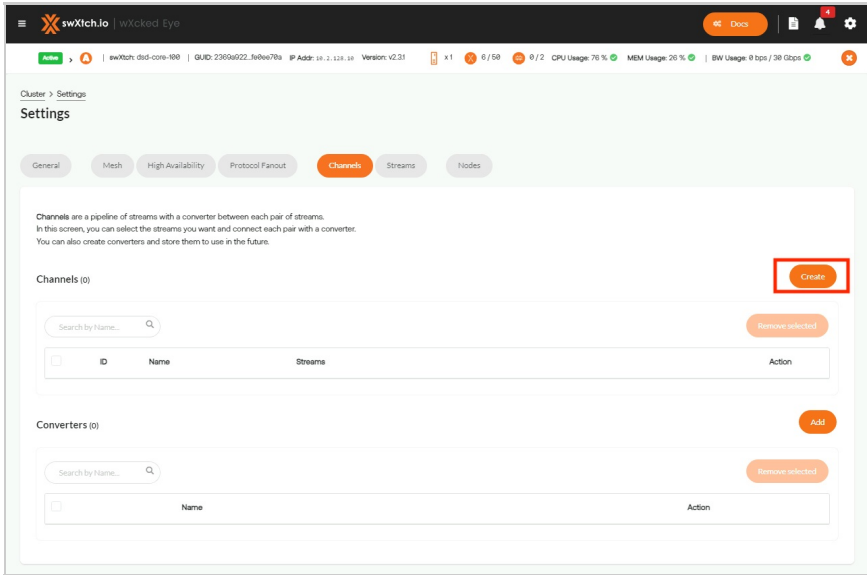 swXtch.io | wXcked Eye
Docs
4
Active > A | swXtch: dsd-core-100 | GUID: 2369a922_fe0ee70a IP Addr: 10.2.128.10 Version: v2.3.1 x1 6 / 50 0 / 2 CPU Usage: 76 % MEM Usage: 26 % | BW Usage: 0 bps / 30 Gbps
Cluster > Settings
Settings
General Mesh High Availability Protocol Fanout Channels Streams Nodes
Channels are a pipeline of streams with a converter between each pair of streams.
In this screen, you can select the streams you want and connect each pair with a converter.
You can also create converters and store them to use in the future.
Channels (0)
Create
Search by Name...
Remove selected
ID Name Streams Action
Converters (0)
Add
Search by Name...
Remove selected
Name Action